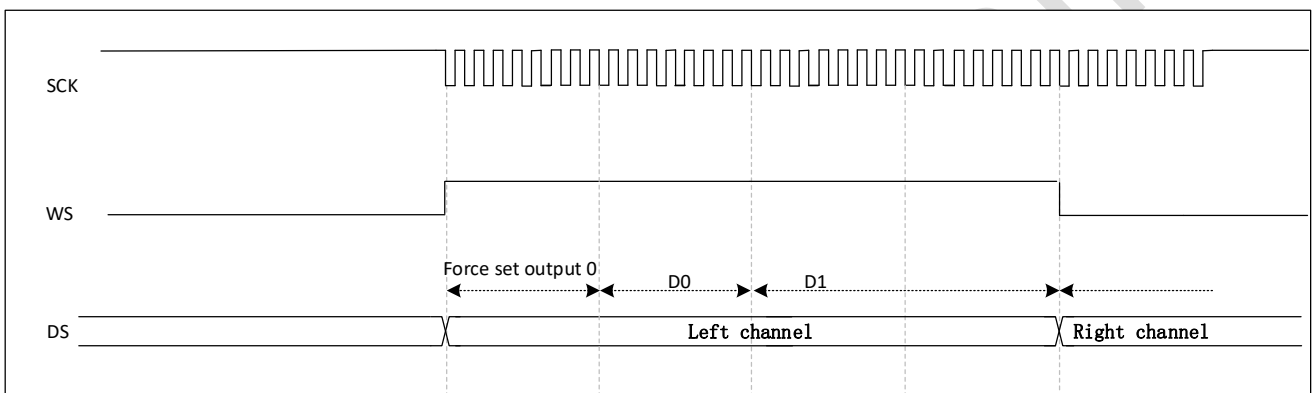 SCK
WS
Force set output 0
D0
D1
DS
Left channel
Right channel